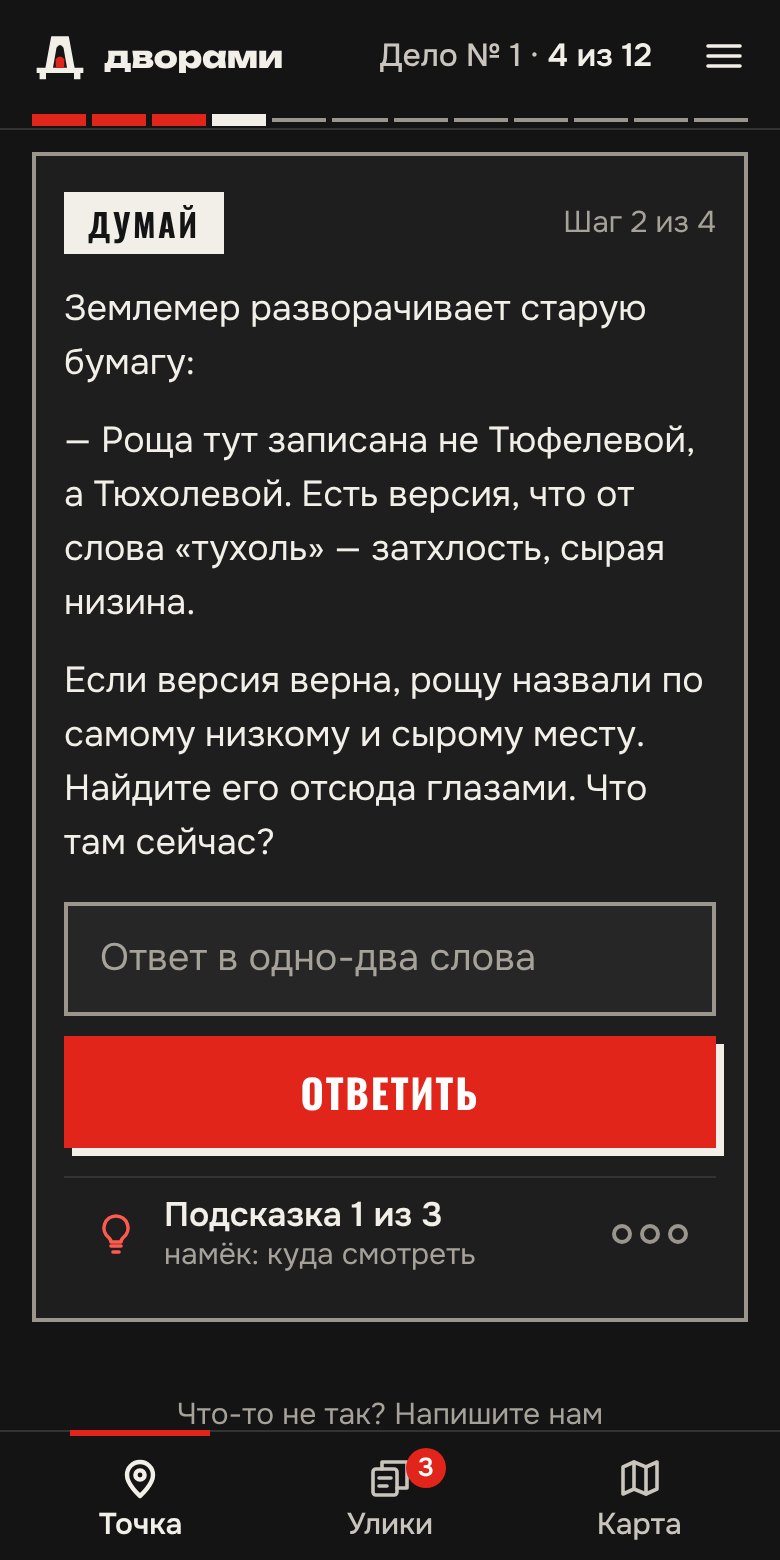 дворами
Дело № 1 · 4 из 12
ДУМАЙ
Шаг 2 из 4
Землемер разворачивает старую
бумагу:
— Роща тут записана не Тюфелевой,
а Тюхолевой. Есть версия, что от
слова «тухоль» — затхлость, сырая
низина.
Если версия верна, рощу назвали по
самому низкому и сырому месту.
Найдите его отсюда глазами. Что
там сейчас?
Ответ в одно-два слова
ОТВЕТИТЬ
Подсказка 1 из 3
намёк: куда смотреть
Что-то не так? Напишите нам
3
Точка
Улики
Карта